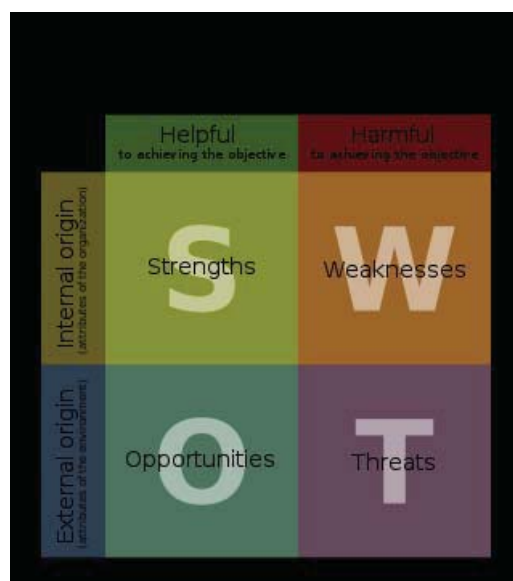 Helpful
to achieving the objective
Harmful
to achieving the objective
Internal origin
(attributes of the organization)
S
Strengths
W
Weaknesses
External origin
(attributes of the environment)
O
Opportunities
T
Threats